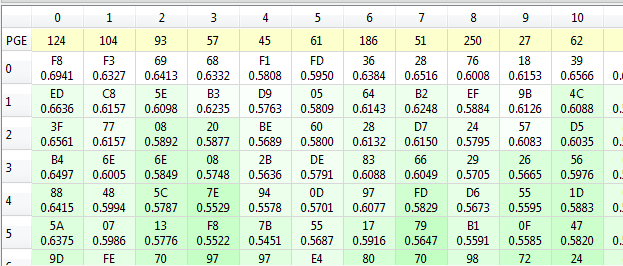 0 1 2 3 4 5 6 7 8 9 10
PGE 124 104 93 57 45 61 186 51 250 27 62
0 F8 F3 69 68 F1 FD 36 28 76 18 39
0.6941 0.6327 0.6413 0.6332 0.5808 0.5950 0.6384 0.6516 0.6008 0.6153 0.6566
1 ED C8 5E B3 D9 05 64 B2 EF 9B 4C
0.6636 0.6157 0.6098 0.6235 0.5763 0.5809 0.6143 0.6248 0.5884 0.6126 0.6088
2 3F 77 08 20 BE 60 28 D7 24 57 D5
0.6561 0.6157 0.5892 0.5877 0.5689 0.5800 0.6132 0.6150 0.5795 0.6083 0.6035
3 B4 6E 6E 08 2B DE 83 66 29 26 56
0.6497 0.6005 0.5849 0.5748 0.5636 0.5791 0.6088 0.6049 0.5705 0.5665 0.5976
4 88 48 5C 7E 94 0D 97 FD D6 55 1D
0.6415 0.5994 0.5787 0.5529 0.5578 0.5701 0.6077 0.5829 0.5673 0.5595 0.5883
5 5A 07 13 F8 7B 55 17 79 B1 0F 47
0.6375 0.5986 0.5776 0.5522 0.5451 0.5687 0.5916 0.5647 0.5591 0.5585 0.5820
9D FE 70 97 97 E4 80 70 98 72 24